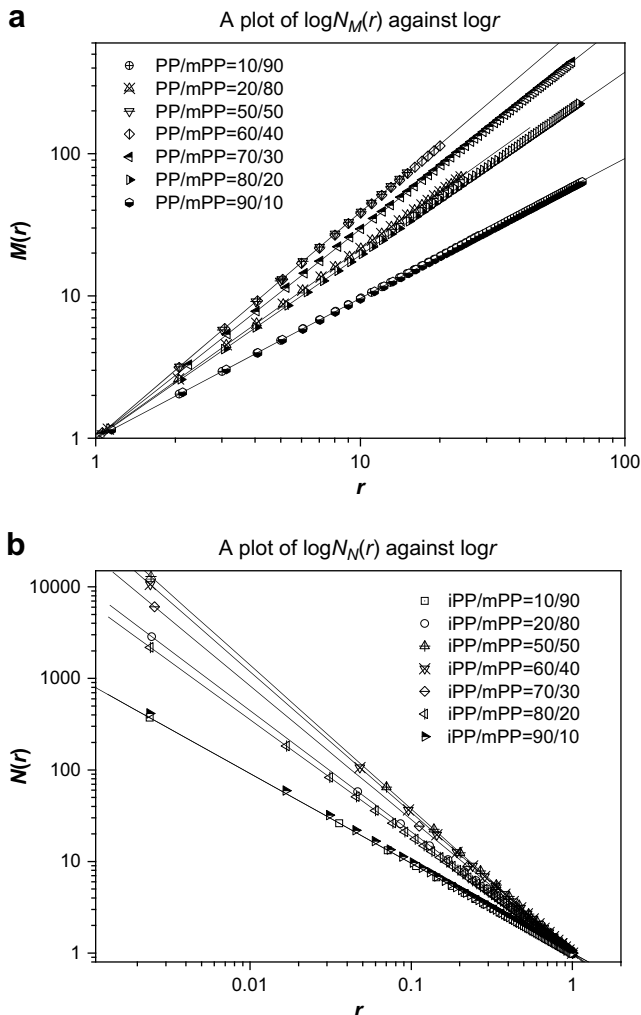 a
A plot of logN_M(r) against logr
PP/mPP=10/90
PP/mPP=20/80
PP/mPP=50/50
PP/mPP=60/40
PP/mPP=70/30
PP/mPP=80/20
PP/mPP=90/10
M(r)
100
10
1
1
10
100
r
b
A plot of logN_N(r) against logr
iPP/mPP=10/90
iPP/mPP=20/80
iPP/mPP=50/50
iPP/mPP=60/40
iPP/mPP=70/30
iPP/mPP=80/20
iPP/mPP=90/10
N(r)
10000
1000
100
10
1
0.01
0.1
1
r